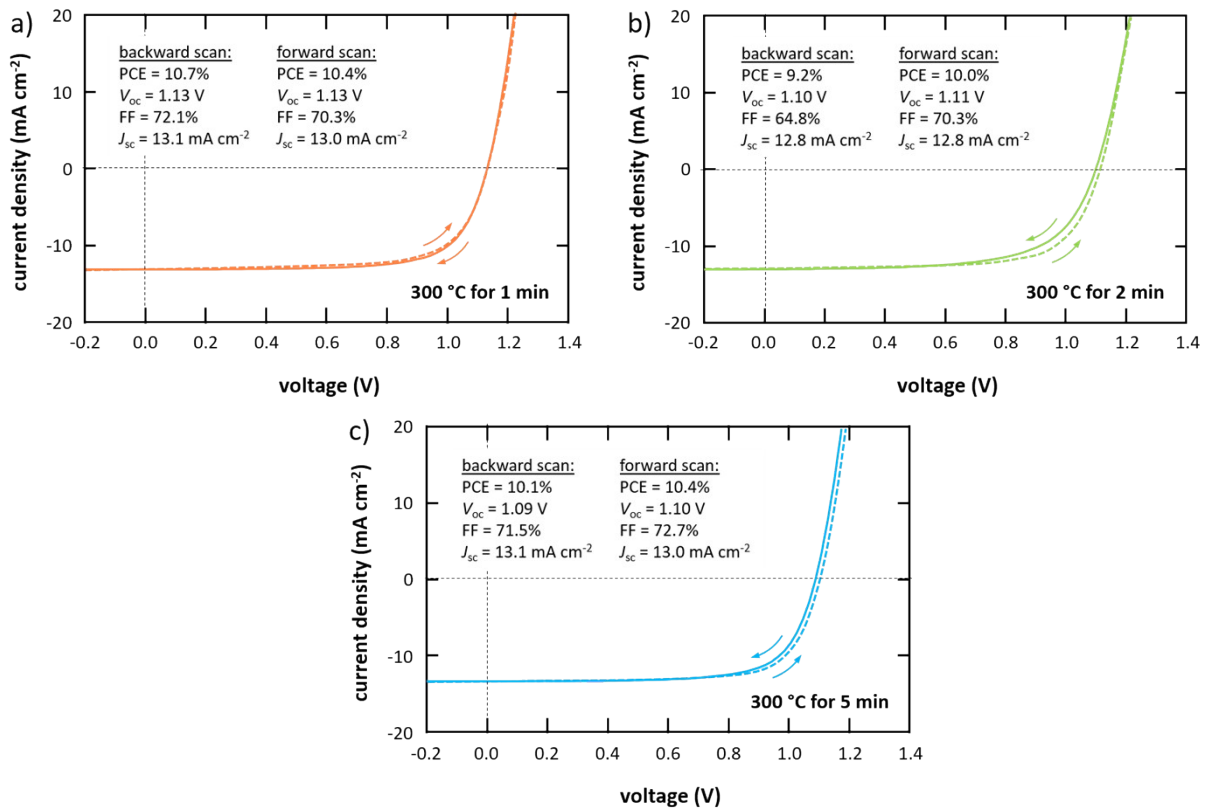 a)
current density (mA cm⁻²)
20
10
0
-10
-20
backward scan:
PCE = 10.7%
Voc = 1.13 V
FF = 72.1%
Jsc = 13.1 mA cm⁻²
forward scan:
PCE = 10.4%
Voc = 1.13 V
FF = 70.3%
Jsc = 13.0 mA cm⁻²
300 °C for 1 min
-0.2 0.0 0.2 0.4 0.6 0.8 1.0 1.2 1.4
voltage (V)
b)
current density (mA cm⁻²)
20
10
0
-10
-20
backward scan:
PCE = 9.2%
Voc = 1.10 V
FF = 64.8%
Jsc = 12.8 mA cm⁻²
forward scan:
PCE = 10.0%
Voc = 1.11 V
FF = 70.3%
Jsc = 12.8 mA cm⁻²
300 °C for 2 min
-0.2 0.0 0.2 0.4 0.6 0.8 1.0 1.2 1.4
voltage (V)
c)
current density (mA cm⁻²)
20
10
0
-10
-20
backward scan:
PCE = 10.1%
Voc = 1.09 V
FF = 71.5%
Jsc = 13.1 mA cm⁻²
forward scan:
PCE = 10.4%
Voc = 1.10 V
FF = 72.7%
Jsc = 13.0 mA cm⁻²
300 °C for 5 min
-0.2 0.0 0.2 0.4 0.6 0.8 1.0 1.2 1.4
voltage (V)